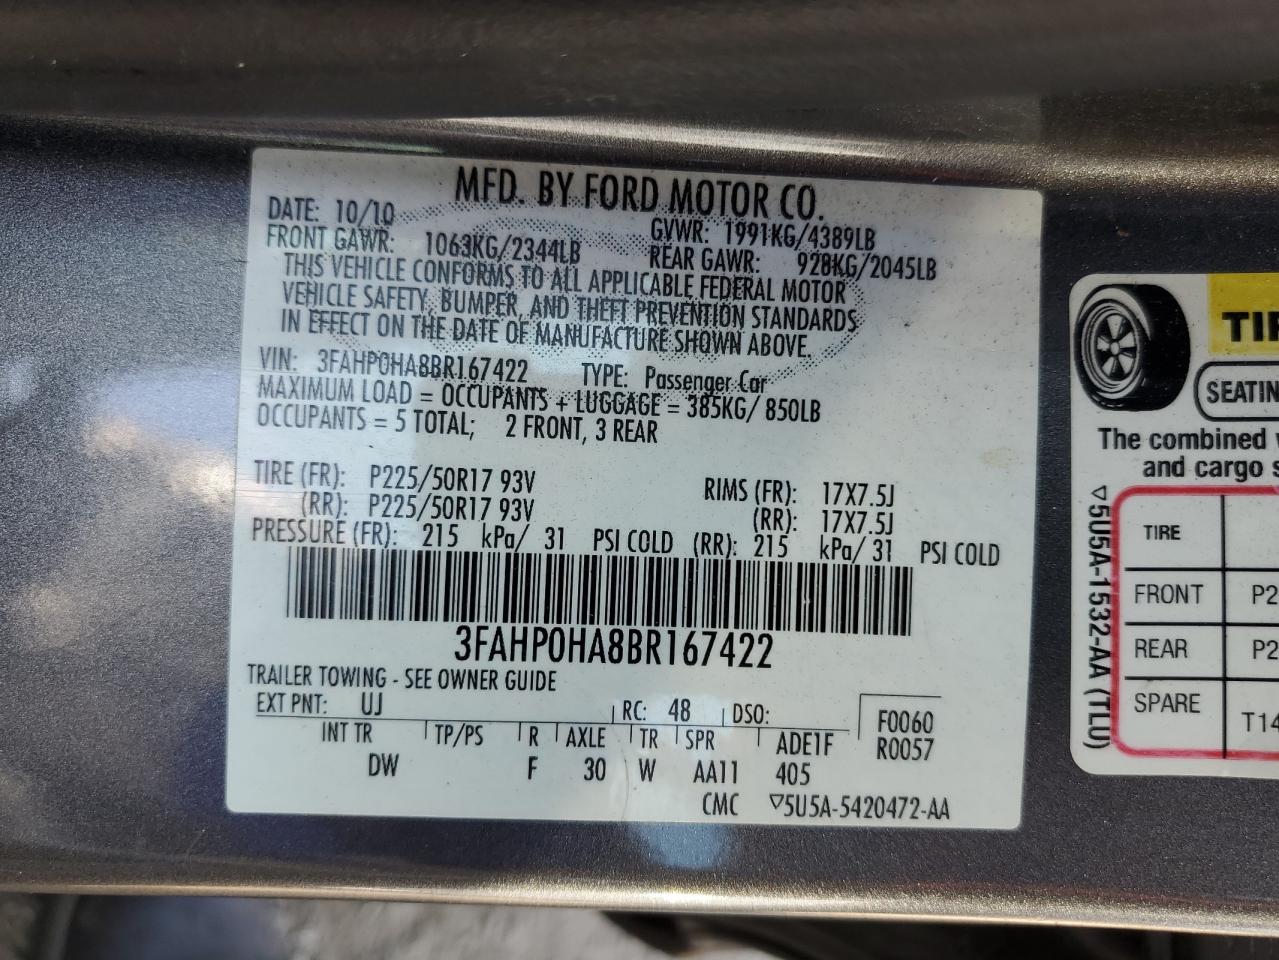 MFD. BY FORD MOTOR CO.
DATE: 10/10 GVWR: 1991KG/4389LB
FRONT GAWR: 1063KG/2344LB REAR GAWR: 928KG/2045LB
THIS VEHICLE CONFORMS TO ALL APPLICABLE FEDERAL MOTOR
VEHICLE SAFETY, BUMPER, AND THEFT PREVENTION STANDARDS
IN EFFECT ON THE DATE OF MANUFACTURE SHOWN ABOVE.
VIN: 3FAHP0HA8BR167422 TYPE: Passenger Car
MAXIMUM LOAD = OCCUPANTS + LUGGAGE = 385KG/ 850LB
OCCUPANTS = 5 TOTAL; 2 FRONT, 3 REAR
TIRE (FR): P225/50R17 93V RIMS (FR): 17X7.5J
(RR): P225/50R17 93V (RR): 17X7.5J
PRESSURE (FR): 215 kPa/ 31 PSI COLD (RR): 215 kPa/ 31 PSI COLD
3FAHP0HA8BR167422
TRAILER TOWING - SEE OWNER GUIDE
EXT PNT: UJ RC: 48 DSO: F0060
INT TR TP/PS R AXLE TR SPR ADE1F R0057
DW F 30 W AA11 405
CMC ▽5U5A-5420472-AA
TI
SEATIN
The combined
and cargo s
TIRE
FRONT P2
REAR P2
SPARE T14
▽5U5A-1532-AA (TLU)